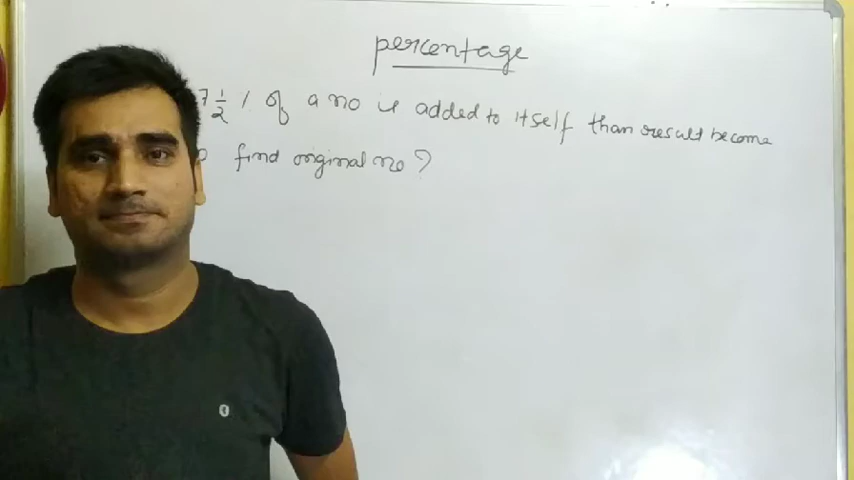 percentage
7 1/2 % of a no is added to itself than result become
find original no ?